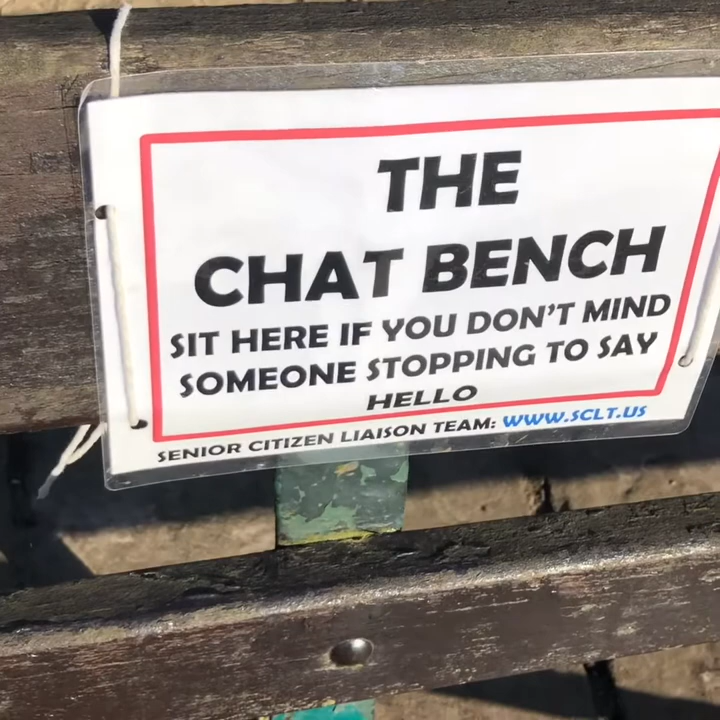 THE
CHAT BENCH
SIT HERE IF YOU DON'T MIND
SOMEONE STOPPING TO SAY
HELLO
SENIOR CITIZEN LIAISON TEAM: WWW.SCLT.US